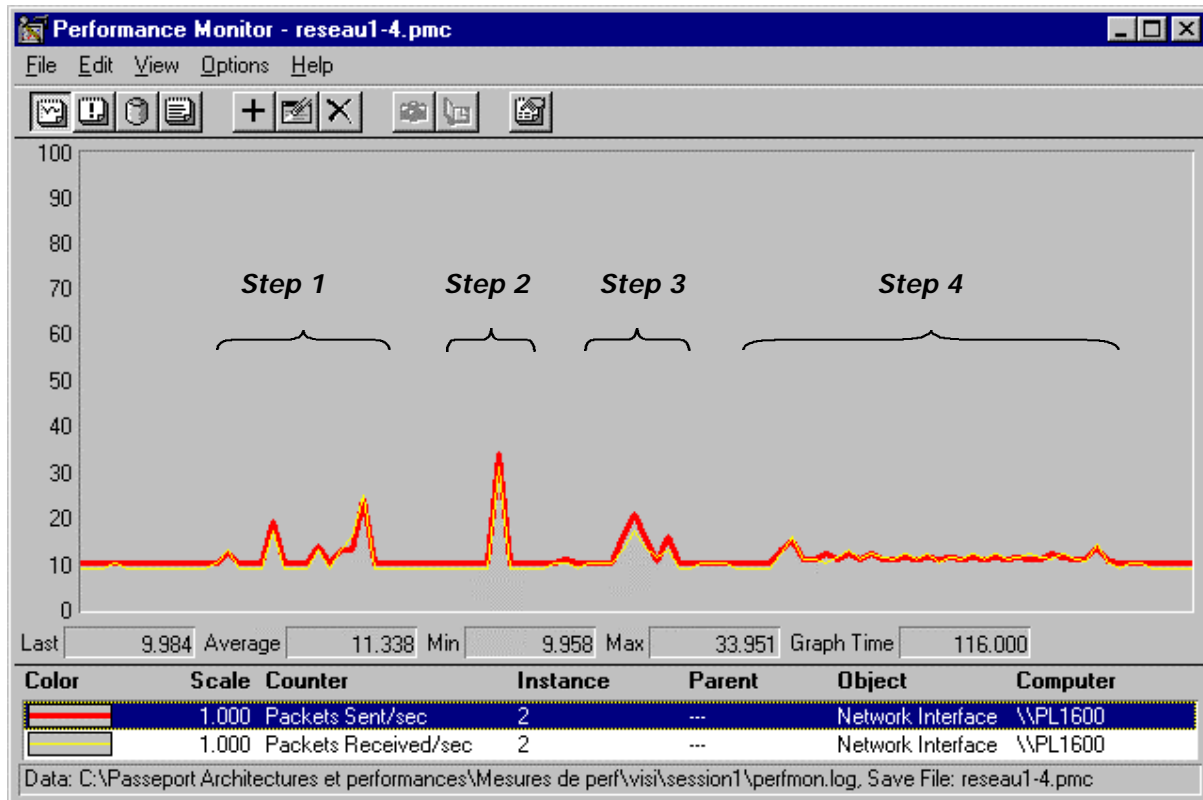 Performance Monitor - reseau1-4.pmc
File Edit View Options Help
100
90
80
70
60
50
40
30
20
10
0
Step 1 Step 2 Step 3 Step 4
Last 9.984 Average 11.338 Min 9.958 Max 33.951 Graph Time 116.000
Color Scale Counter Instance Parent Object Computer
1.000 Packets Sent/sec 2 --- Network Interface \\PL1600
1.000 Packets Received/sec 2 --- Network Interface \\PL1600
Data: C:\Passeport Architectures et performances\Mesures de perf\visi\session1\perfmon.log, Save File: reseau1-4.pmc